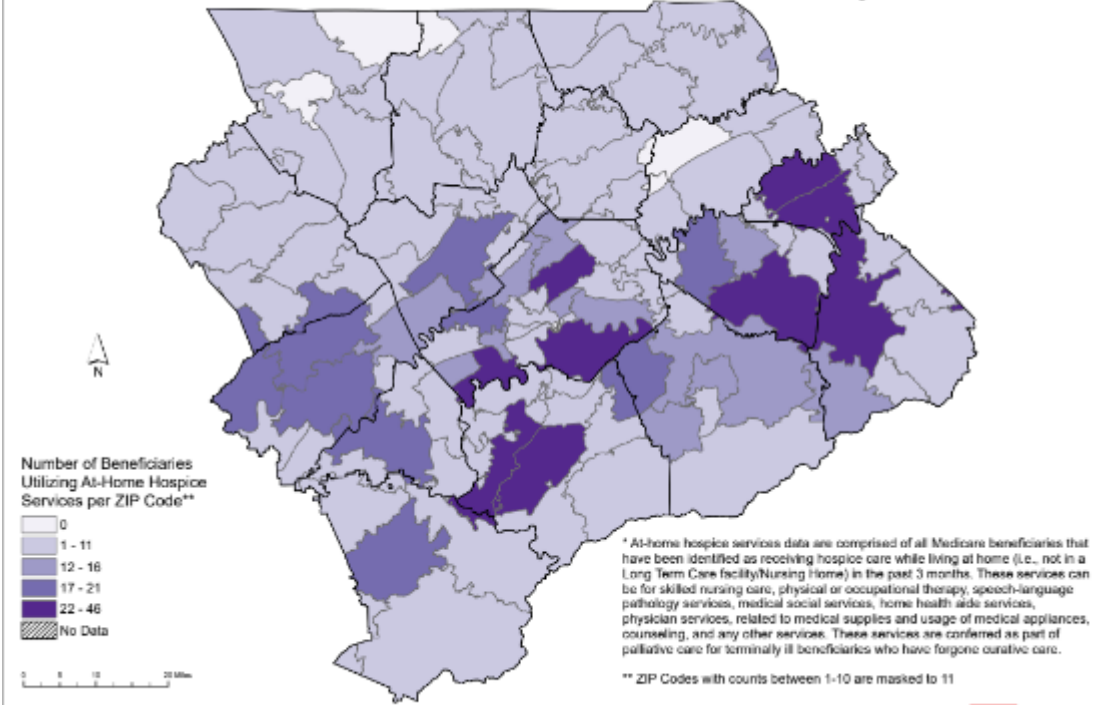 N
Number of Beneficiaries
Utilizing At-Home Hospice
Services per ZIP Code**
0
1 - 11
12 - 16
17 - 21
22 - 46
No Data
0 5 10 20 Miles
* At-home hospice services data are comprised of all Medicare beneficiaries that
have been identified as receiving hospice care while living at home (i.e., not in a
Long Term Care facility/Nursing Home) in the past 3 months. These services can
be for skilled nursing care, physical or occupational therapy, speech-language
pathology services, medical social services, home health aide services,
physician services, related to medical supplies and usage of medical appliances,
counseling, and any other services. These services are conferred as part of
palliative care for terminally ill beneficiaries who have forgone curative care.
** ZIP Codes with counts between 1-10 are masked to 11